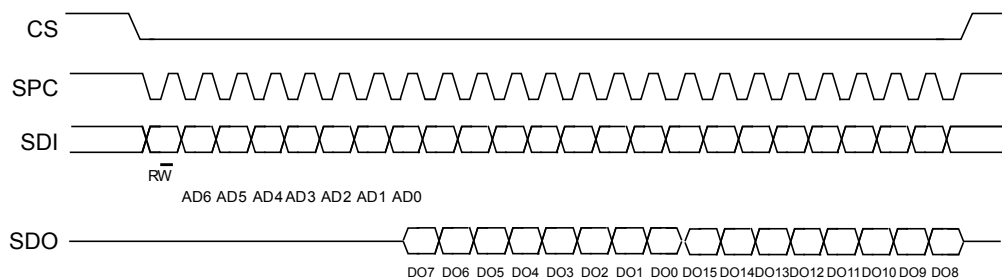 CS
SPC
SDI
RW̅
AD6 AD5 AD4 AD3 AD2 AD1 AD0
SDO
DO7 DO6 DO5 DO4 DO3 DO2 DO1 DO0 DO15 DO14 DO13 DO12 DO11 DO10 DO9 DO8